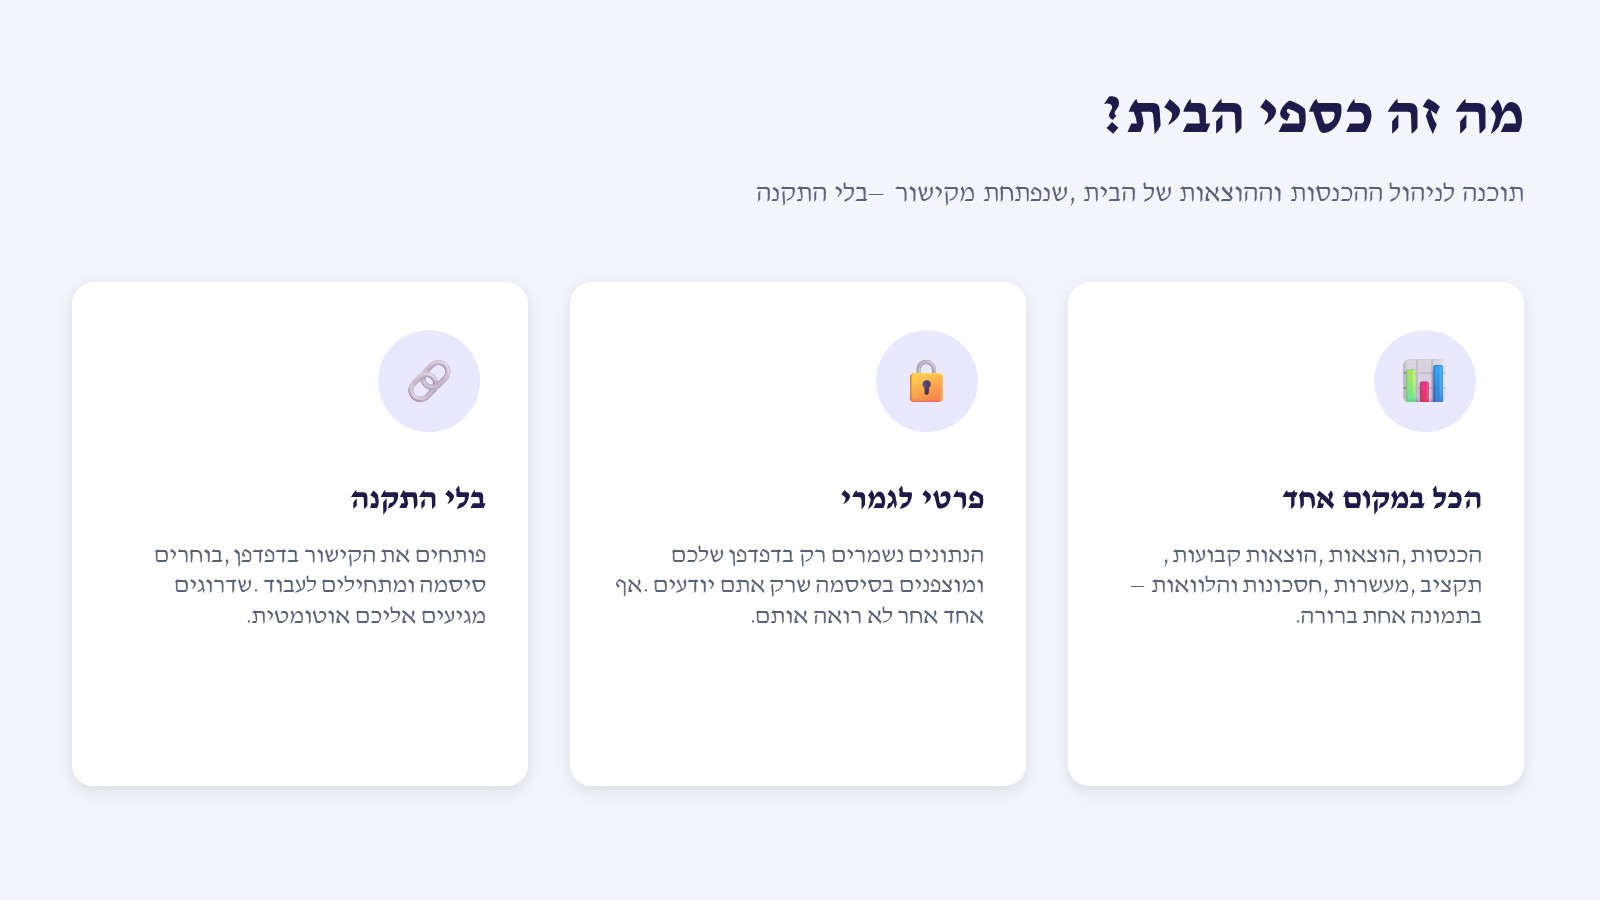 מה זה כספי הבית?
תוכנה לניהול ההכנסות וההוצאות של הבית, שנפתחת מקישור – בלי התקנה
הכל במקום אחד
הכנסות, הוצאות, הוצאות קבועות,
תקציב, מעשרות, חסכונות והלוואות –
בתמונה אחת ברורה.
פרטי לגמרי
הנתונים נשמרים רק בדפדפן שלכם
ומוצפנים בסיסמה שרק אתם יודעים. אף
אחד אחר לא רואה אותם.
בלי התקנה
פותחים את הקישור בדפדפן, בוחרים
סיסמה ומתחילים לעבוד. שדרוגים
מגיעים אליכם אוטומטית.